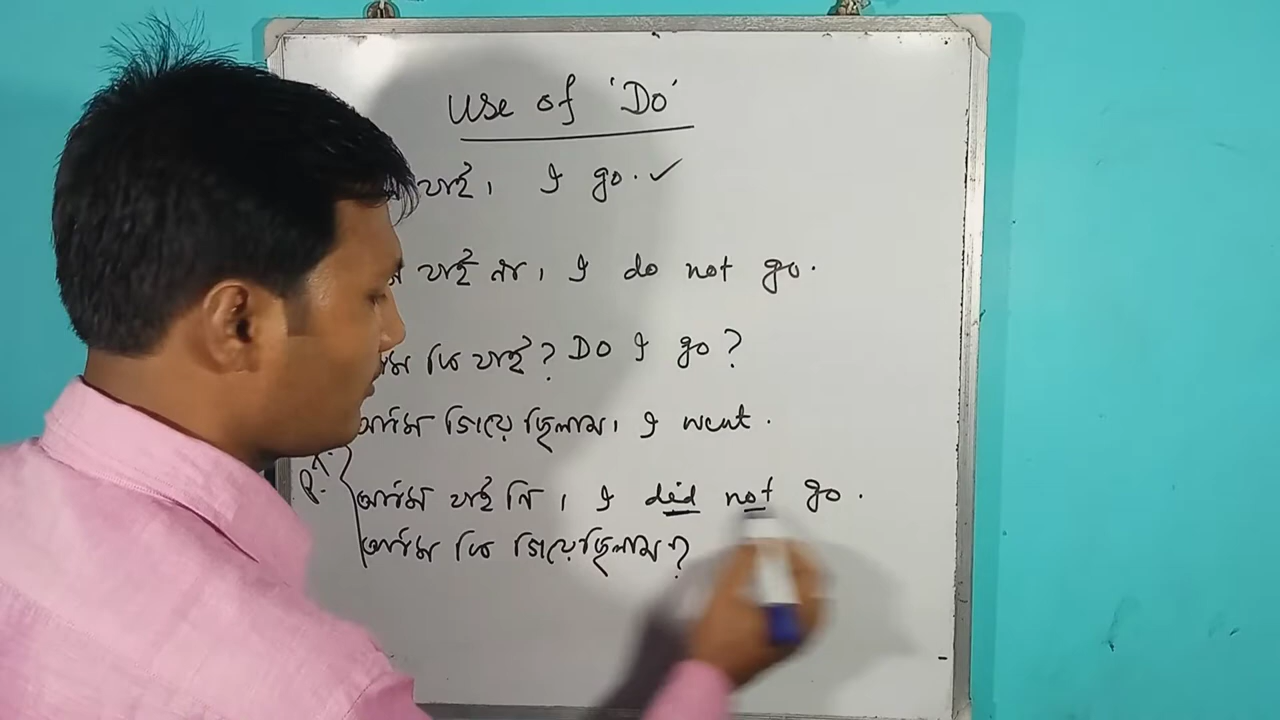 Use of 'Do'
যাই। I go. ✓
যাই না। I do not go.
কি যাই? Do I go?
আমি গিয়েছিলাম। I went.
P.T.
আমি যাই নি। I did not go.
আমি কি গিয়েছিলাম?